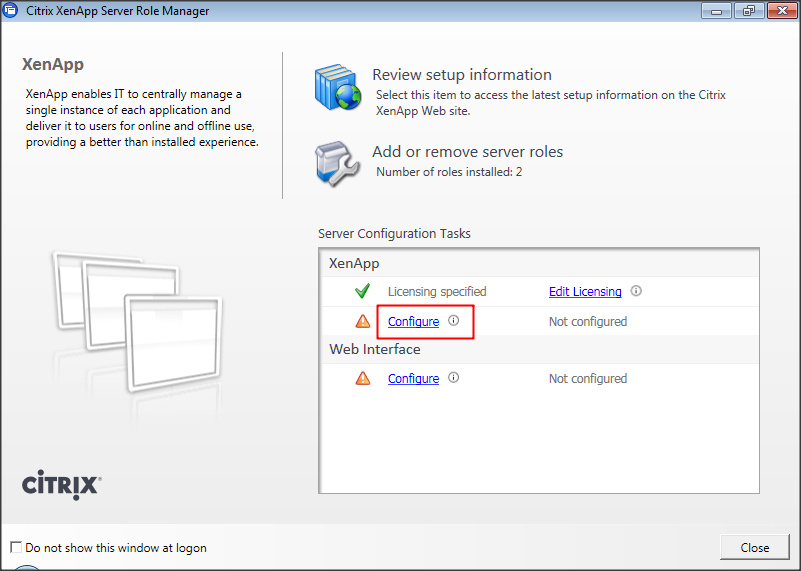 Citrix XenApp Server Role Manager
XenApp
XenApp enables IT to centrally manage a
single instance of each application and
deliver it to users for online and offline use,
providing a better than installed experience.
Review setup information
Select this item to access the latest setup information on the Citrix
XenApp Web site.
Add or remove server roles
Number of roles installed: 2
Server Configuration Tasks
XenApp
Licensing specified Edit Licensing
Configure Not configured
Web Interface
Configure Not configured
CITRIX
Do not show this window at logon
Close